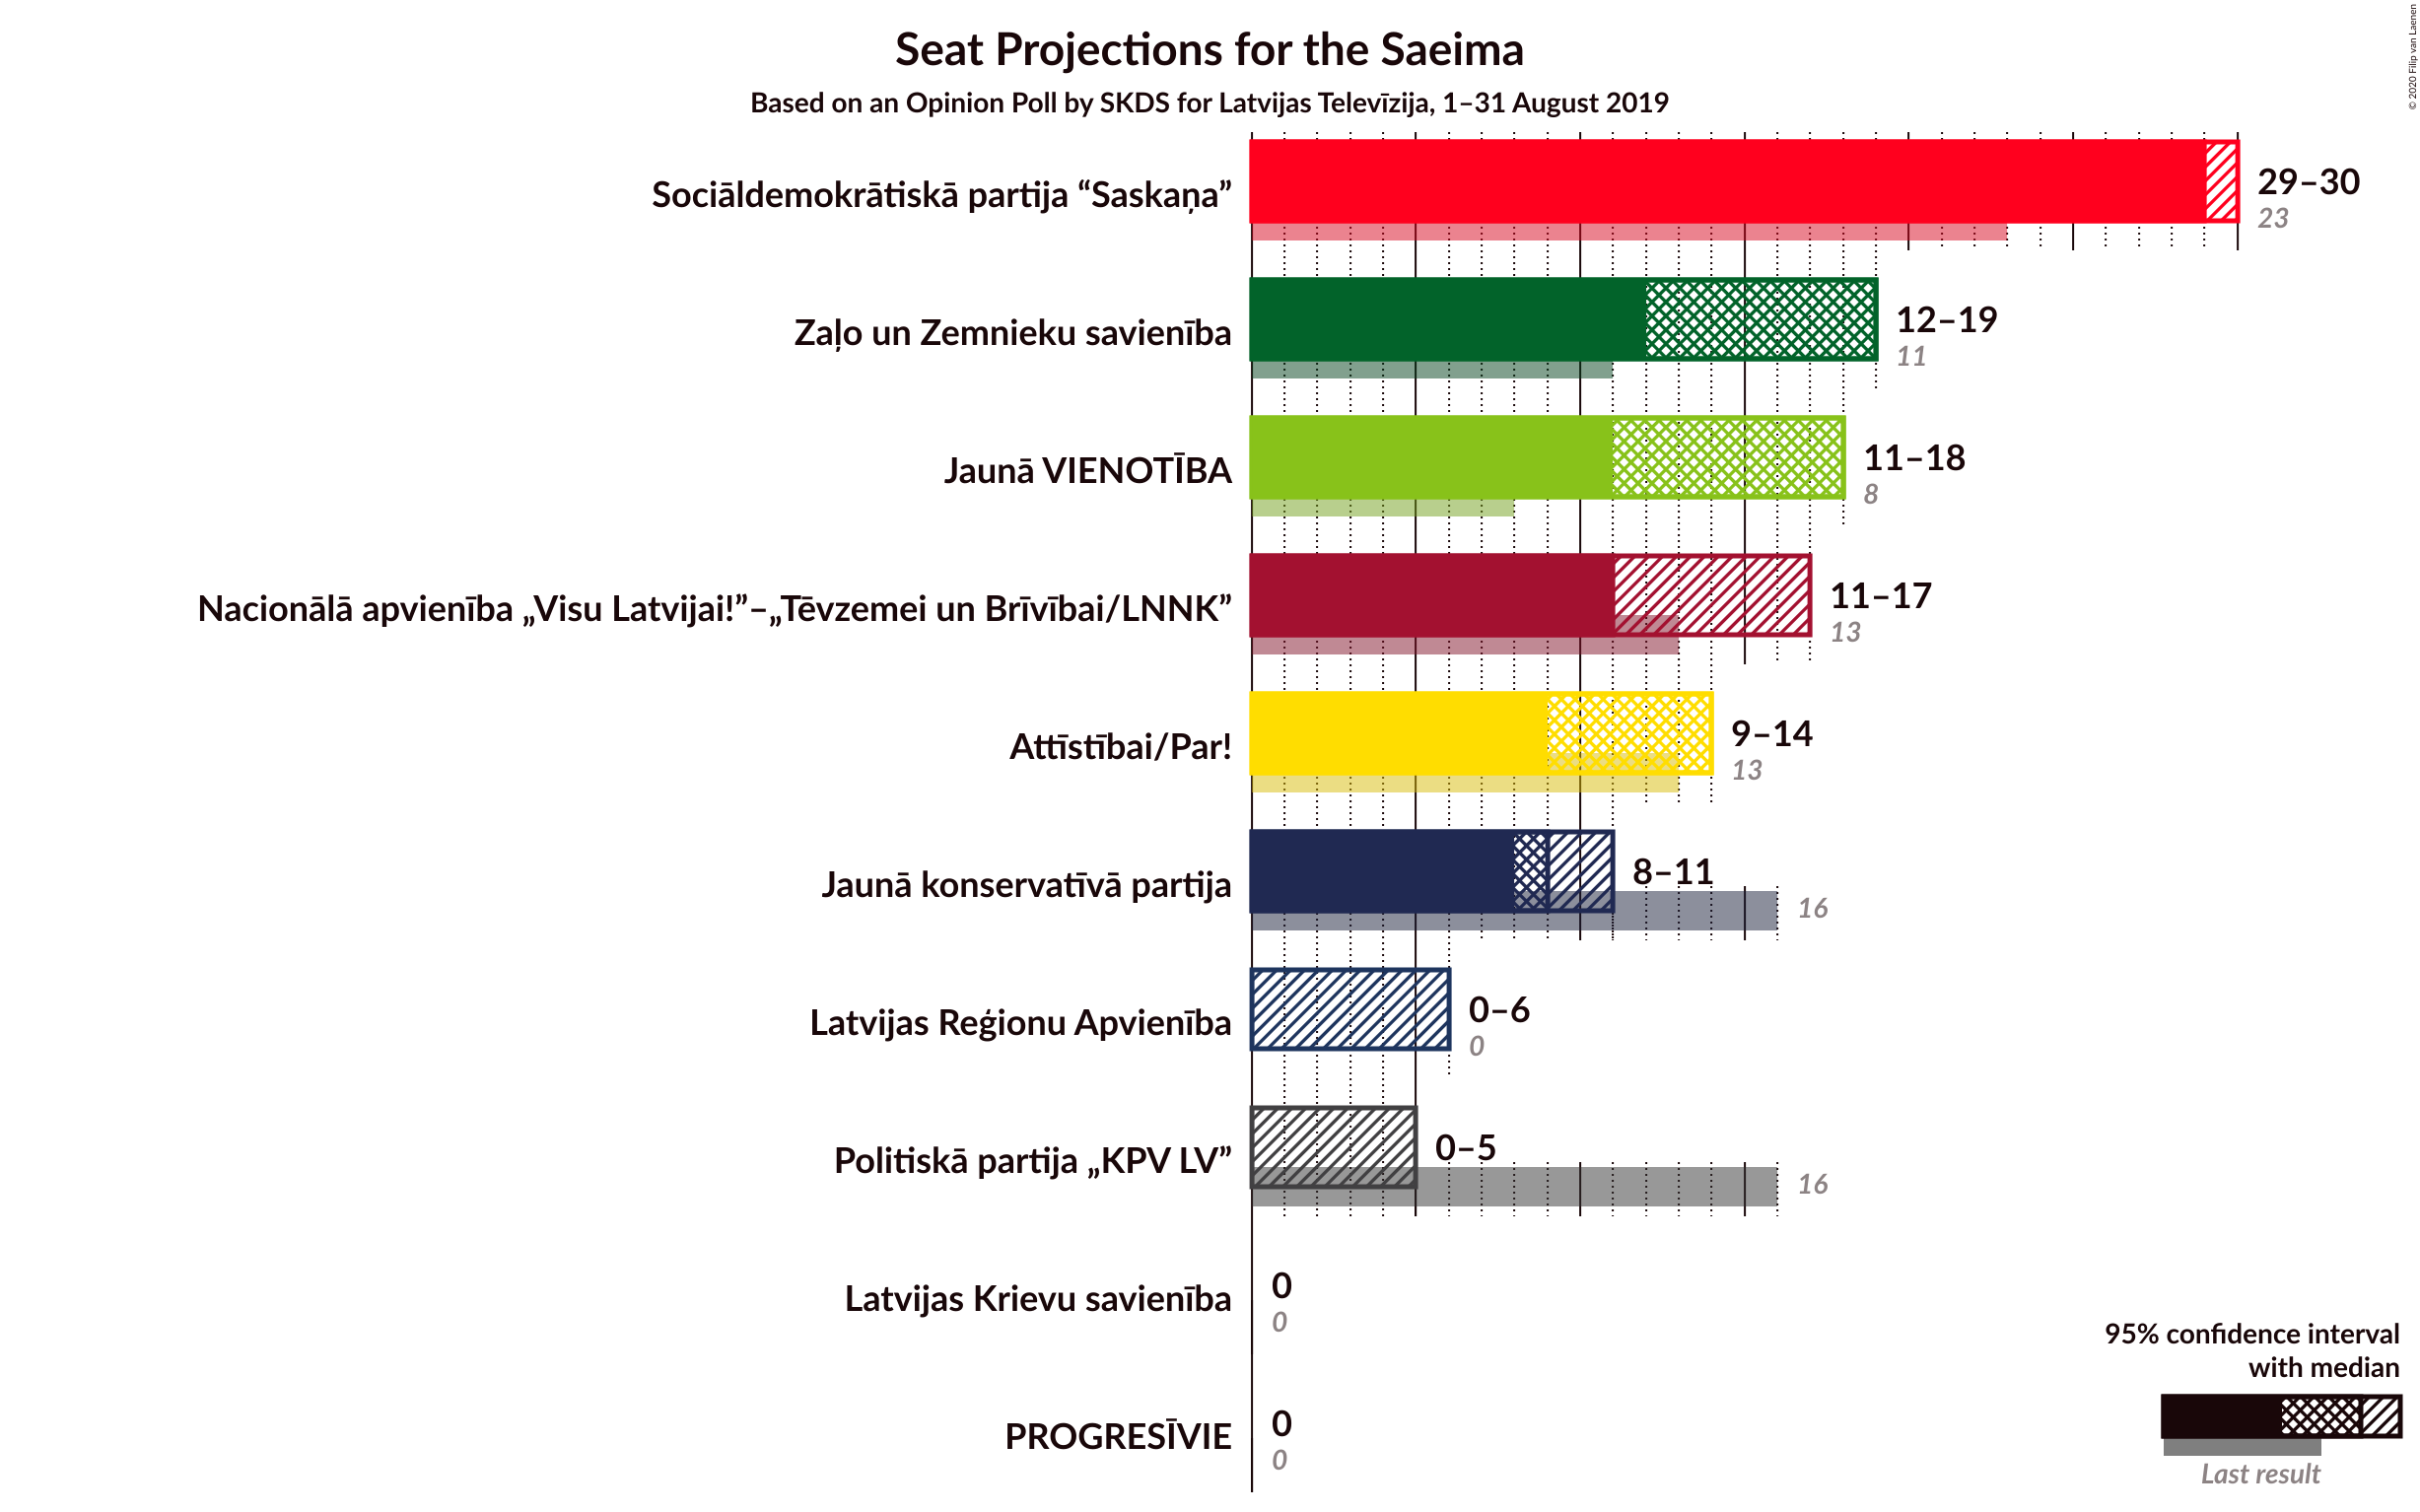 Seat Projections for the Saeima
Based on an Opinion Poll by SKDS for Latvijas Televīzija, 1–31 August 2019
© 2020 Filip van Laenen
Sociāldemokrātiskā partija “Saskaņa”
29–30
23
Zaļo un Zemnieku savienība
12–19
11
Jaunā VIENOTĪBA
11–18
8
Nacionālā apvienība „Visu Latvijai!”–„Tēvzemei un Brīvībai/LNNK”
11–17
13
Attīstībai/Par!
9–14
13
Jaunā konservatīvā partija
8–11
16
Latvijas Reģionu Apvienība
0–6
0
Politiskā partija „KPV LV”
0–5
16
Latvijas Krievu savienība
0
0
PROGRESĪVIE
0
0
95% confidence interval
with median
Last result